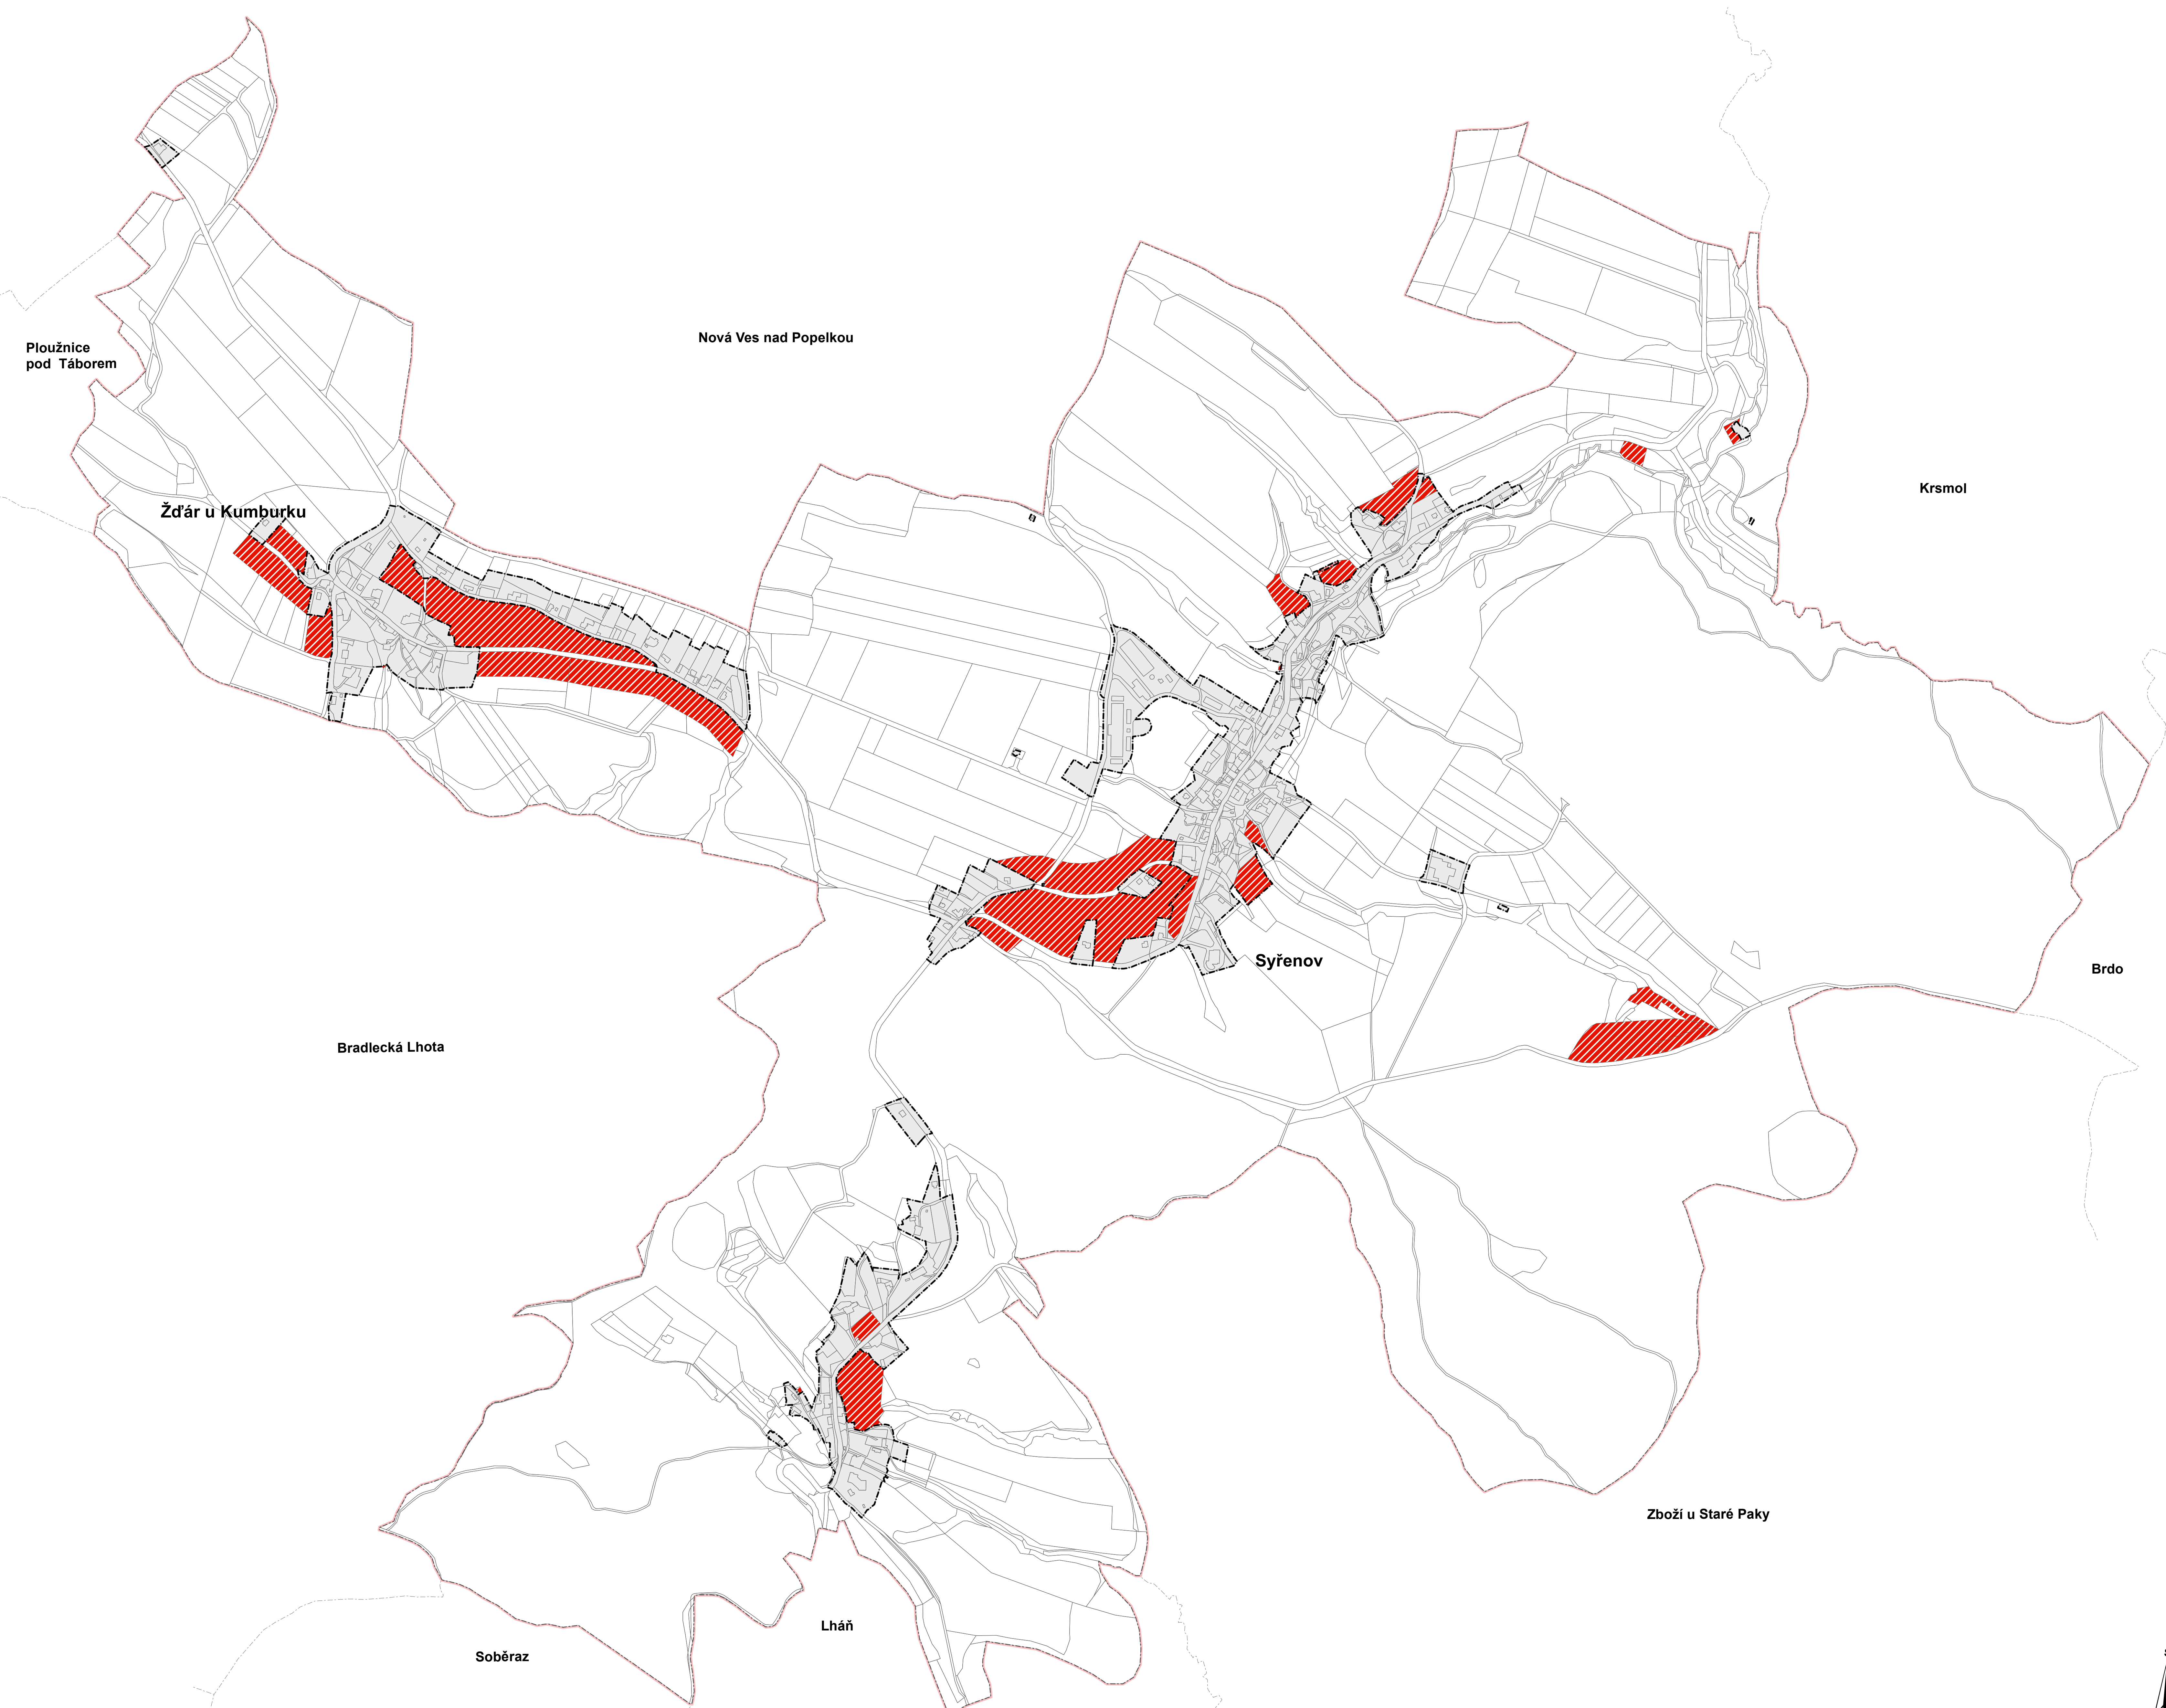 Nová Ves nad Popelkou
Ploužnice
pod Táborem
Krsmol
Žďár u Kumburku
Syřenov
Brdo
Bradlecká Lhota
Zboží u Staré Paky
Lháň
Soběraz